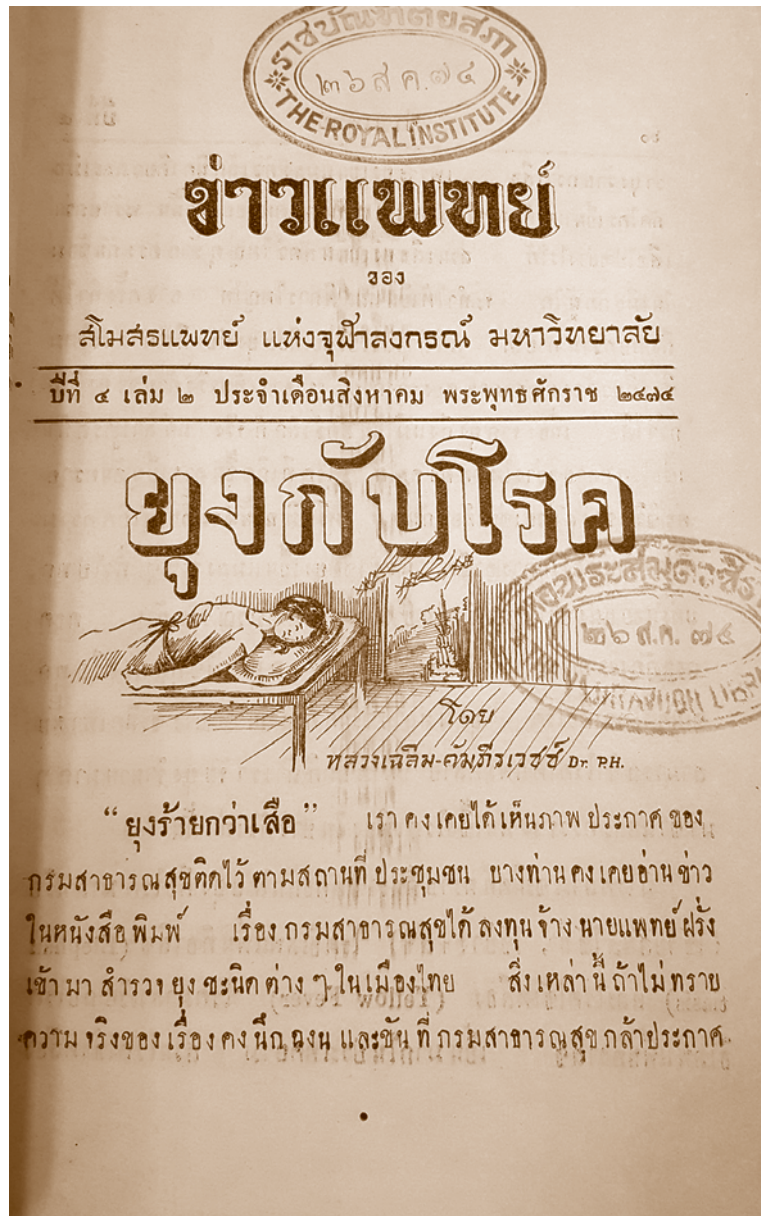 ราชบัณฑิตยสภา
๒๖ ส ค. ๗๔
THE ROYAL INSTITUTE
ข่าวแพทย์
ของ
สโมสรแพทย์ แห่งจุฬาลงกรณ์ มหาวิทยาลัย
ปีที่ ๔ เล่ม ๒ ประจำเดือนสิงหาคม พระพุทธศักราช ๒๔๗๔
ยุงกับโรค
๒๖ ส.ค. ๗๔
โดย
หลวงเฉลิม-คัมภีรเวชช์ Dr. P.H.
“ ยุงร้ายกว่าเสือ ” เรา คง เคยได้ เห็นภาพ ประกาศ ของ
กรมสาธารณสุขติดไว้ ตามสถานที่ ประชุมชน บางท่าน คง เคยอ่าน ข่าว
ในหนังสือ พิมพ์ เรื่อง กรมสาธารณสุขได้ ลงทุน จ้าง นายแพทย์ ฝรั่ง
เข้า มา สำรวจ ยุง ชะนิด ต่าง ๆ ใน เมืองไทย สิ่ง เหล่า นี้ ถ้าไม่ ทราบ
ความ จริงของ เรื่อง คง นึก ฉงน และขัน ที่ กรมสาธารณสุข กล้าประกาศ